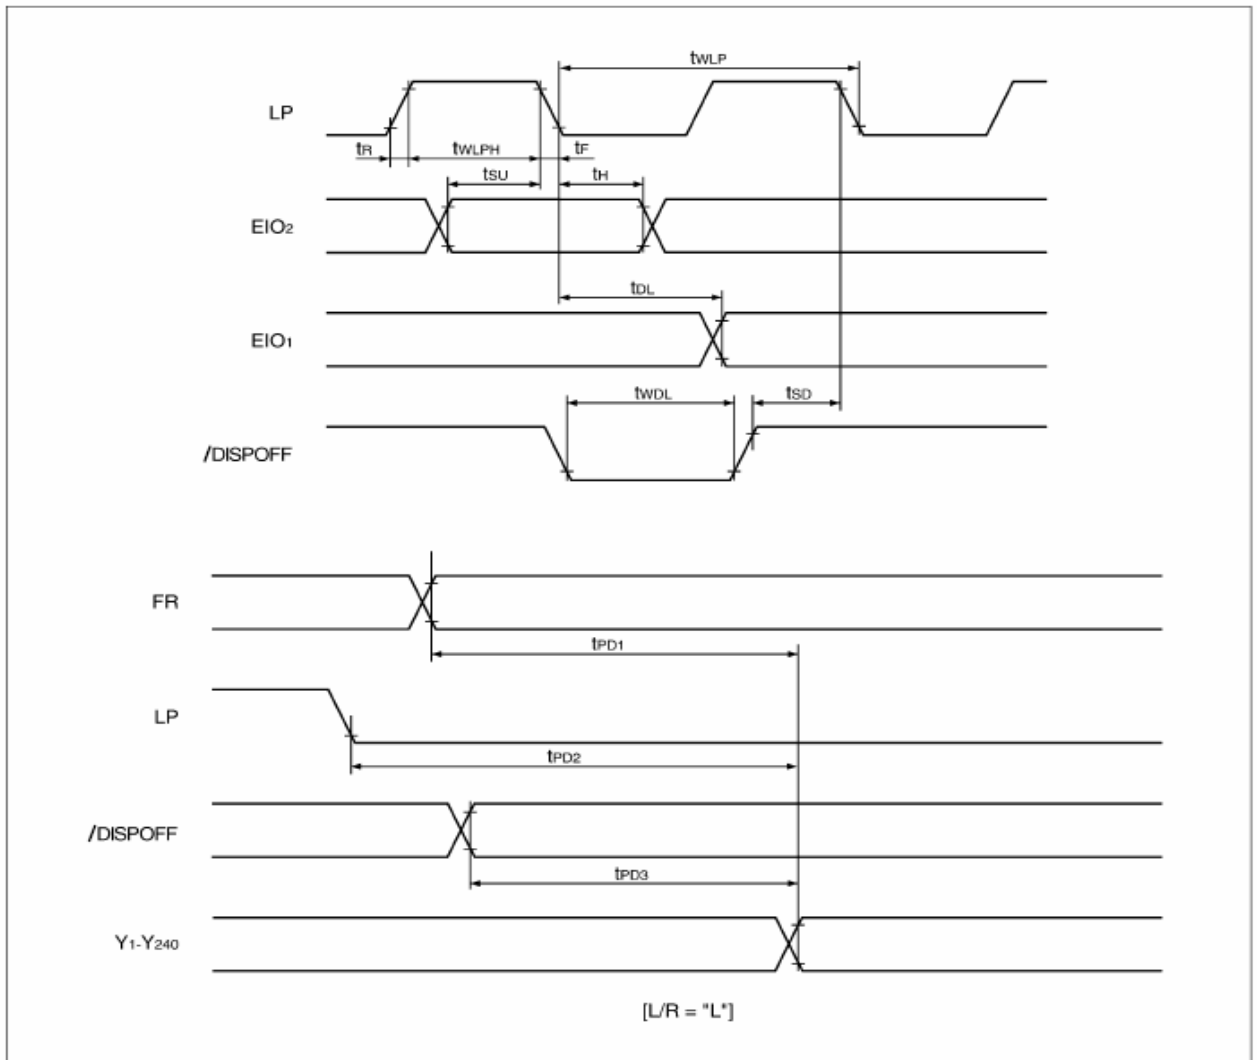 tWLP
LP
tR tWLPH tF
tSU tH
EIO2
tDL
EIO1
tWDL tSD
/DISPOFF
FR
tPD1
LP
tPD2
/DISPOFF
tPD3
Y1-Y240
[L/R = "L"]